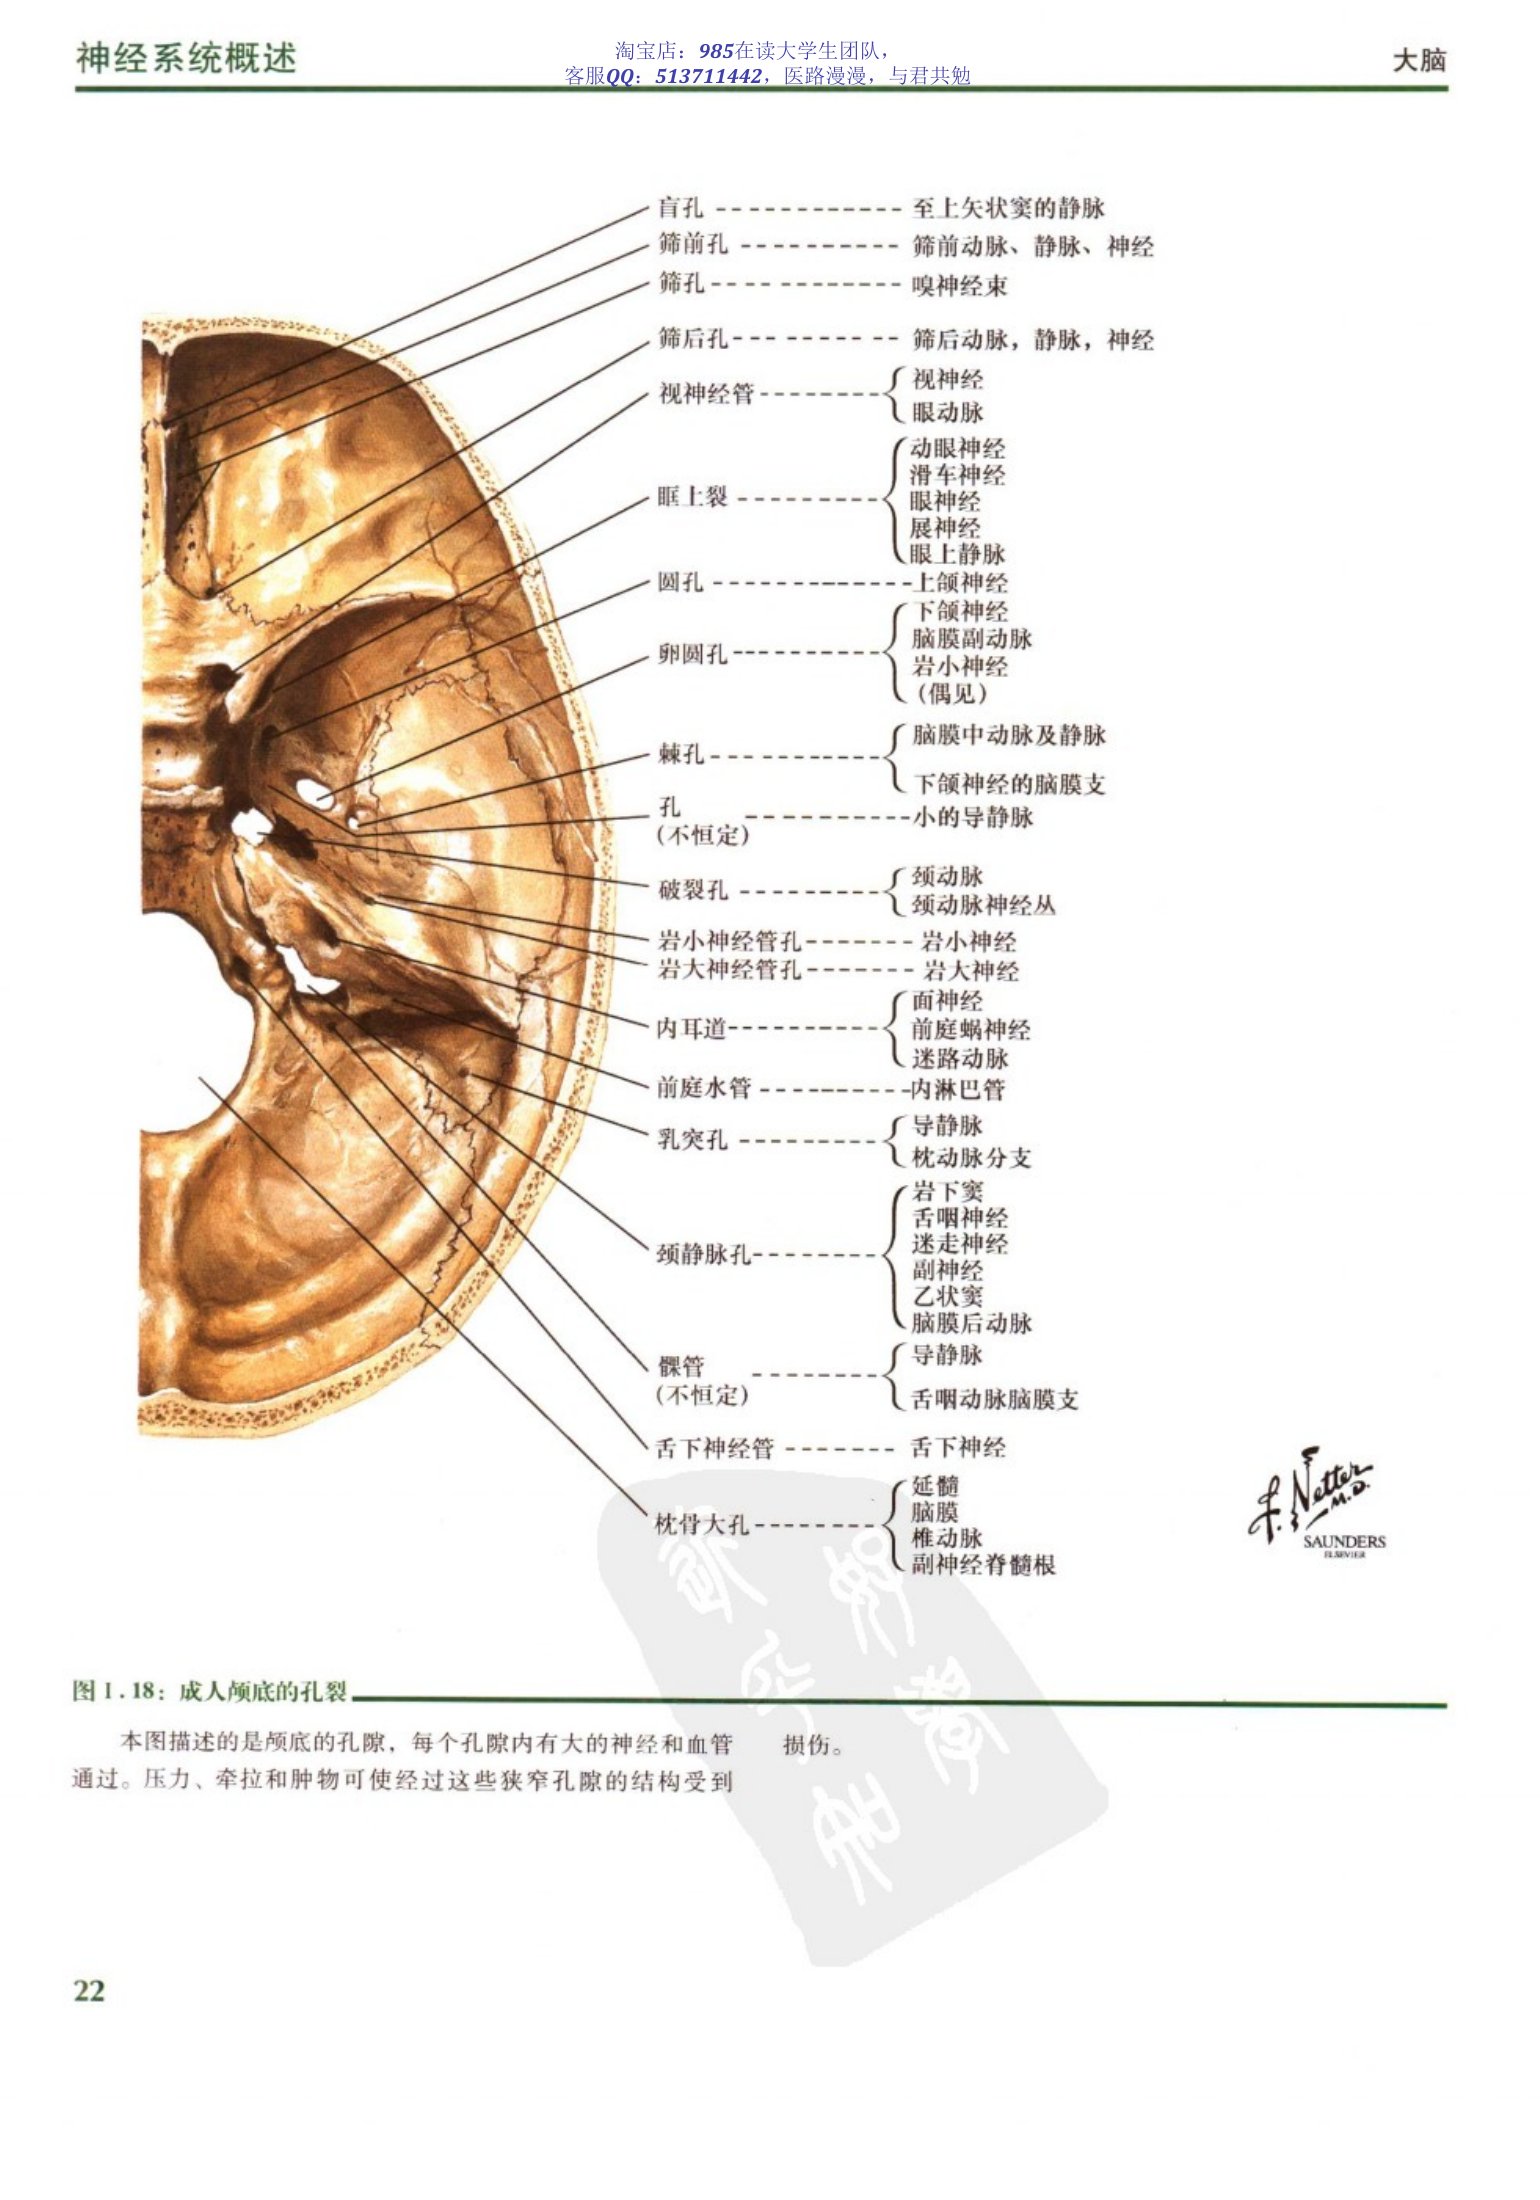 神经系统概述
淘宝店：985在读大学生团队，
客服QQ：513711442，医路漫漫，与君共勉
大脑
盲孔 至上矢状窦的静脉
筛前孔 筛前动脉、静脉、神经
筛孔 嗅神经束
筛后孔 筛后动脉，静脉，神经
视神经管
视神经
眼动脉
眶上裂
动眼神经
滑车神经
眼神经
展神经
眼上静脉
圆孔 上颌神经
卵圆孔
下颌神经
脑膜副动脉
岩小神经
(偶见)
棘孔
脑膜中动脉及静脉
下颌神经的脑膜支
孔
(不恒定)
小的导静脉
破裂孔
颈动脉
颈动脉神经丛
岩小神经管孔 岩小神经
岩大神经管孔 岩大神经
内耳道
面神经
前庭蜗神经
迷路动脉
前庭水管 内淋巴管
乳突孔
导静脉
枕动脉分支
颈静脉孔
岩下窦
舌咽神经
迷走神经
副神经
乙状窦
脑膜后动脉
髁管
(不恒定)
导静脉
舌咽动脉脑膜支
舌下神经管 舌下神经
枕骨大孔
延髓
脑膜
椎动脉
副神经脊髓根
F. Netter
M.D.
SAUNDERS
ELSEVIER
图 1.18：成人颅底的孔裂
本图描述的是颅底的孔隙，每个孔隙内有大的神经和血管
通过。压力、牵拉和肿物可使经过这些狭窄孔隙的结构受到
损伤。
22